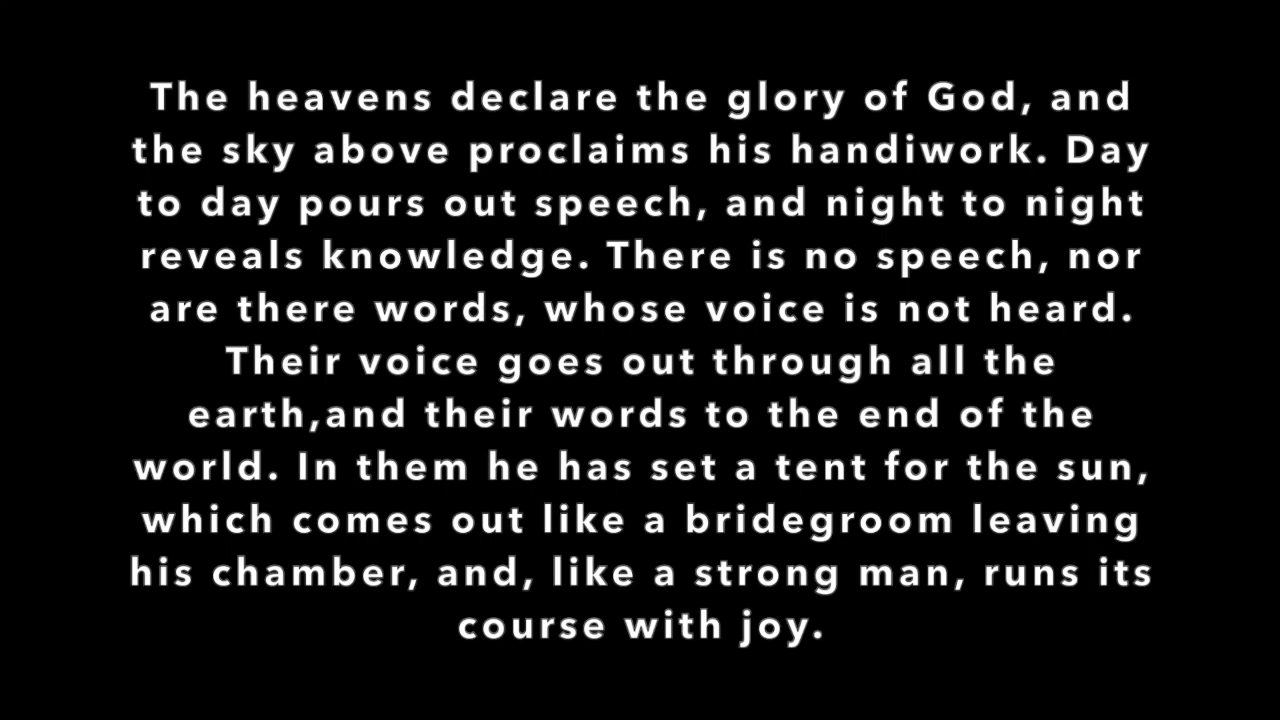 The heavens declare the glory of God, and
the sky above proclaims his handiwork. Day
to day pours out speech, and night to night
reveals knowledge. There is no speech, nor
are there words, whose voice is not heard.
Their voice goes out through all the
earth,and their words to the end of the
world. In them he has set a tent for the sun,
which comes out like a bridegroom leaving
his chamber, and, like a strong man, runs its
course with joy.